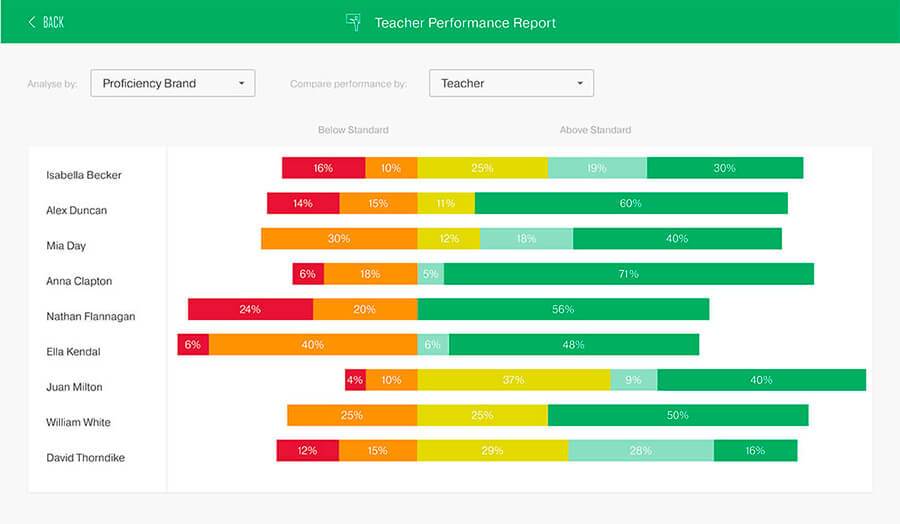 BACK
Teacher Performance Report
Analyse by: Proficiency Brand Compare performance by: Teacher
Below Standard Above Standard
Isabella Becker 16% 10% 25% 19% 30%
Alex Duncan 14% 15% 11% 60%
Mia Day 30% 12% 18% 40%
Anna Clapton 6% 18% 5% 71%
Nathan Flannagan 24% 20% 56%
Ella Kendal 6% 40% 6% 48%
Juan Milton 4% 10% 37% 9% 40%
William White 25% 25% 50%
David Thorndike 12% 15% 29% 28% 16%